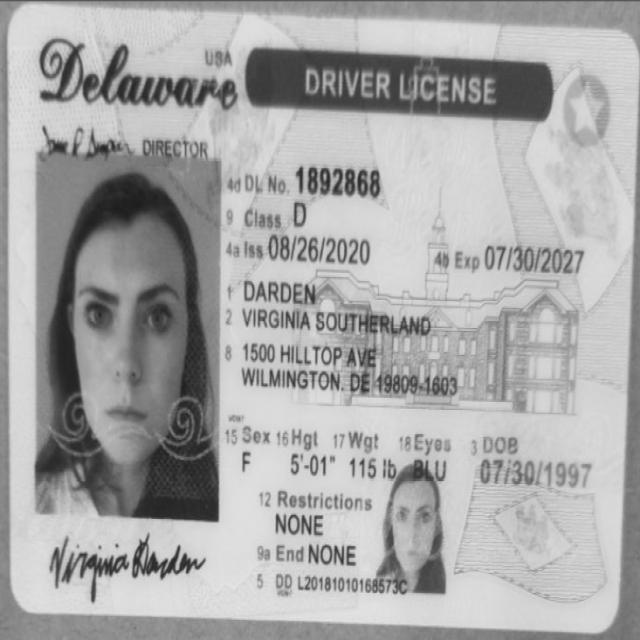 Delaware USA
DRIVER LICENSE
DIRECTOR
4d DL No. 1892868
9 Class D
4a Iss 08/26/2020 4b Exp 07/30/2027
1 DARDEN
2 VIRGINIA SOUTHERLAND
8 1500 HILLTOP AVE
WILMINGTON, DE 19809-1603
15 Sex 16 Hgt 17 Wgt 18 Eyes 3 DOB
F 5'-01" 115 lb BLU 07/30/1997
12 Restrictions
NONE
9a End NONE
5 DD L20181010168573C
Virginia Darden